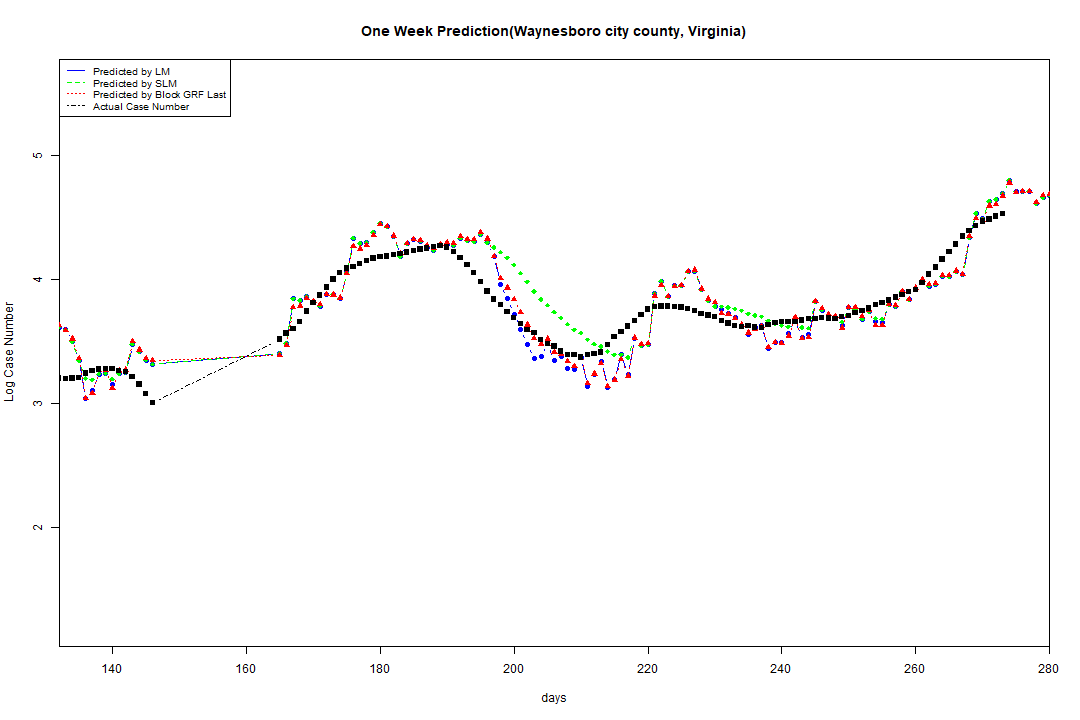 One Week Prediction(Waynesboro city county, Virginia)
Predicted by LM
Predicted by SLM
Predicted by Block GRF Last
Actual Case Number
Log Case Number
5
4
3
2
140 160 180 200 220 240 260 280
days